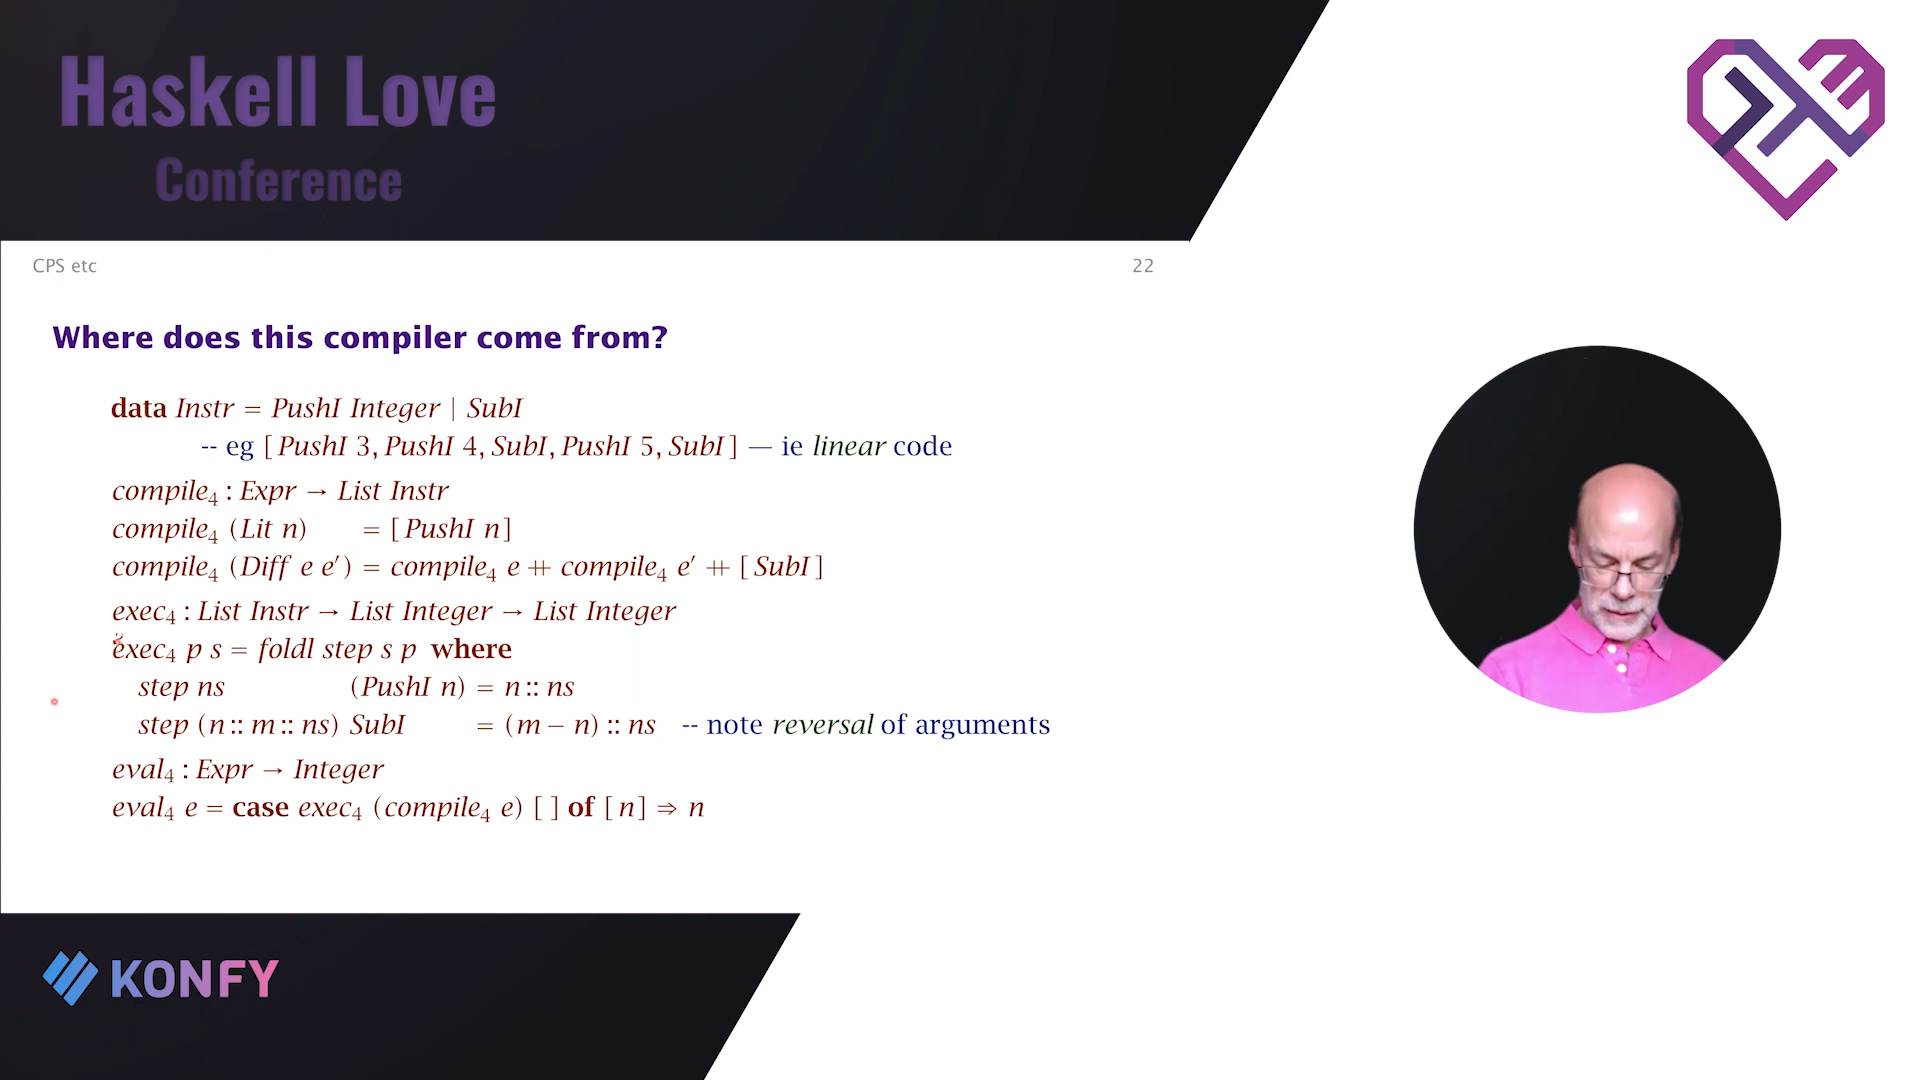 Haskell Love
Conference
CPS etc
22
Where does this compiler come from?
data Instr = PushI Integer | SubI
-- eg [PushI 3, PushI 4, SubI, PushI 5, SubI] — ie linear code
compile₄ : Expr → List Instr
compile₄ (Lit n) = [PushI n]
compile₄ (Diff e e′) = compile₄ e ⧺ compile₄ e′ ⧺ [SubI]
exec₄ : List Instr → List Integer → List Integer
exec₄ p s = foldl step s p where
step ns (PushI n) = n :: ns
step (n :: m :: ns) SubI = (m − n) :: ns -- note reversal of arguments
eval₄ : Expr → Integer
eval₄ e = case exec₄ (compile₄ e) [ ] of [n] ⇒ n
KONFY